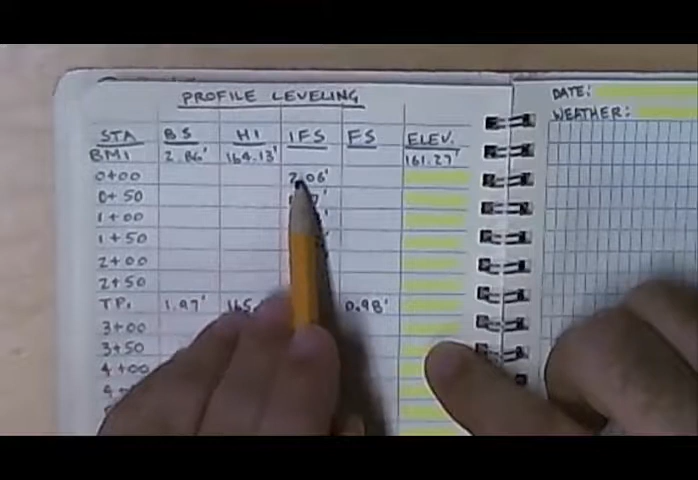 PROFILE LEVELING
STA BS HI IFS FS ELEV.
BM1 2.86' 164.13' 161.27'
0+00 2.06'
0+50
1+00
1+50
2+00
2+50
TP1 1.97' 0.98'
3+00
3+50
4+00
DATE:
WEATHER: